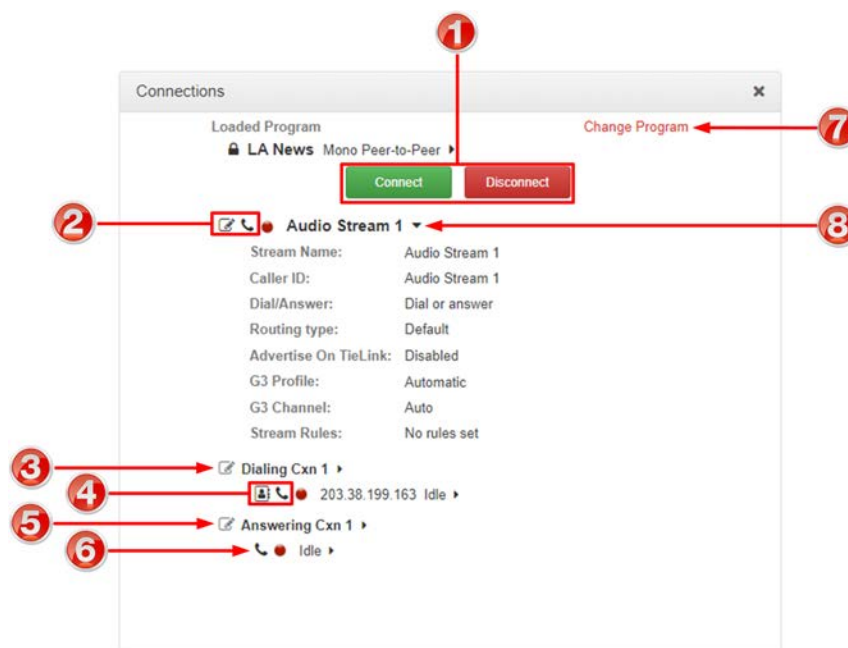 1
Connections
Loaded Program
Change Program
7
LA News Mono Peer-to-Peer
Connect Disconnect
2
Audio Stream 1
8
Stream Name: Audio Stream 1
Caller ID: Audio Stream 1
Dial/Answer: Dial or answer
Routing type: Default
Advertise On TieLink: Disabled
G3 Profile: Automatic
G3 Channel: Auto
Stream Rules: No rules set
3
Dialing Cxn 1
4
203.38.199.163 Idle
5
Answering Cxn 1
6
Idle